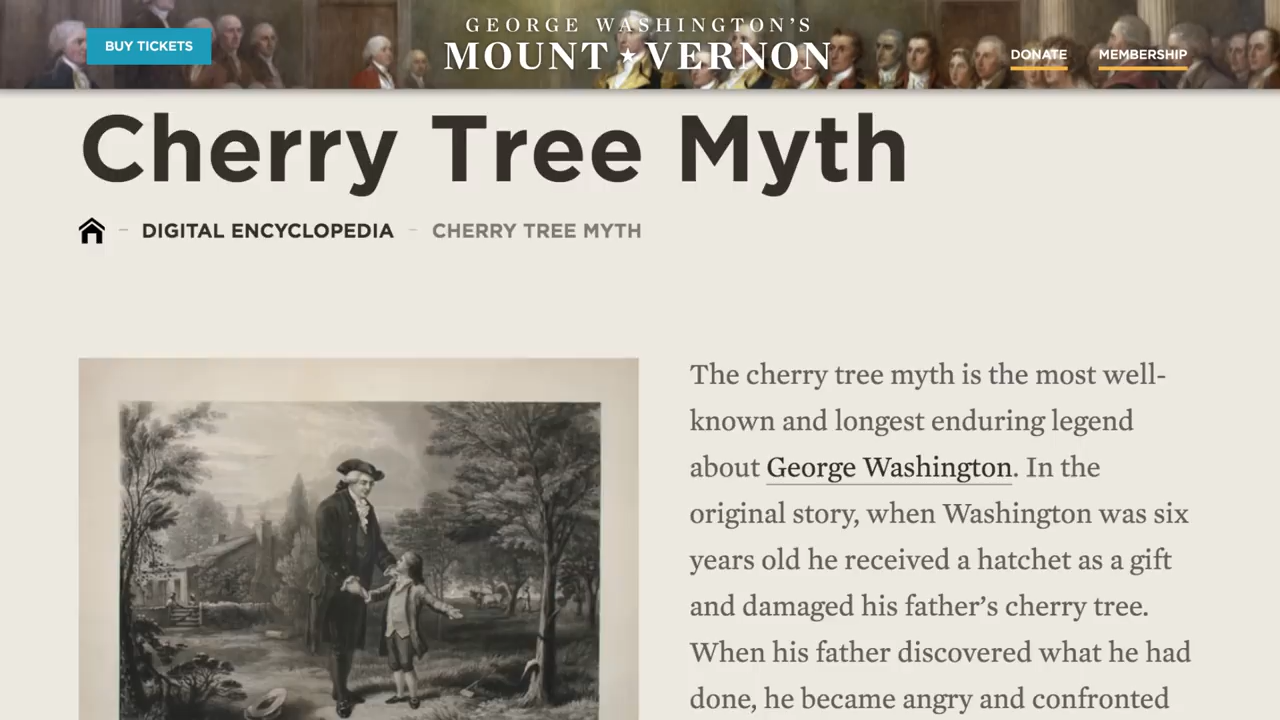 BUY TICKETS
GEORGE WASHINGTON'S
MOUNT★VERNON
DONATE
MEMBERSHIP
Cherry Tree Myth
– DIGITAL ENCYCLOPEDIA – CHERRY TREE MYTH
The cherry tree myth is the most well-
known and longest enduring legend
about George Washington. In the
original story, when Washington was six
years old he received a hatchet as a gift
and damaged his father’s cherry tree.
When his father discovered what he had
done, he became angry and confronted